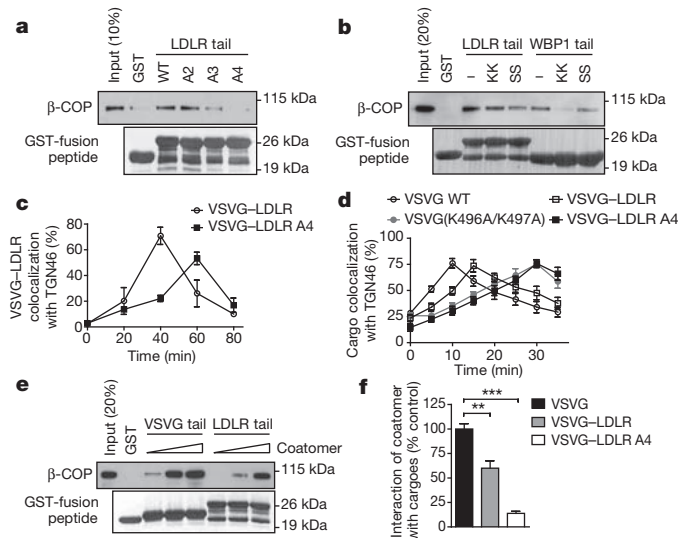 a
LDLR tail
Input (10%)
GST
WT
A2
A3
A4
β-COP
115 kDa
GST-fusion
peptide
26 kDa
19 kDa
b
LDLR tail
WBP1 tail
Input (20%)
GST
–
KK
SS
–
KK
SS
β-COP
115 kDa
GST-fusion
peptide
26 kDa
19 kDa
c
VSVG–LDLR
VSVG–LDLR A4
VSVG–LDLR
colocalization
with TGN46 (%)
80
60
40
20
0
0 20 40 60 80
Time (min)
d
VSVG WT
VSVG–LDLR
VSVG(K496A/K497A)
VSVG–LDLR A4
Cargo colocalization
with TGN46 (%)
100
75
50
25
0
0 10 20 30
Time (min)
e
Input (20%)
GST
VSVG tail
LDLR tail
Coatomer
β-COP
115 kDa
GST-fusion
peptide
26 kDa
19 kDa
f
Interaction of coatomer
with cargoes (% control)
125
100
75
50
25
0
***
**
VSVG
VSVG–LDLR
VSVG–LDLR A4